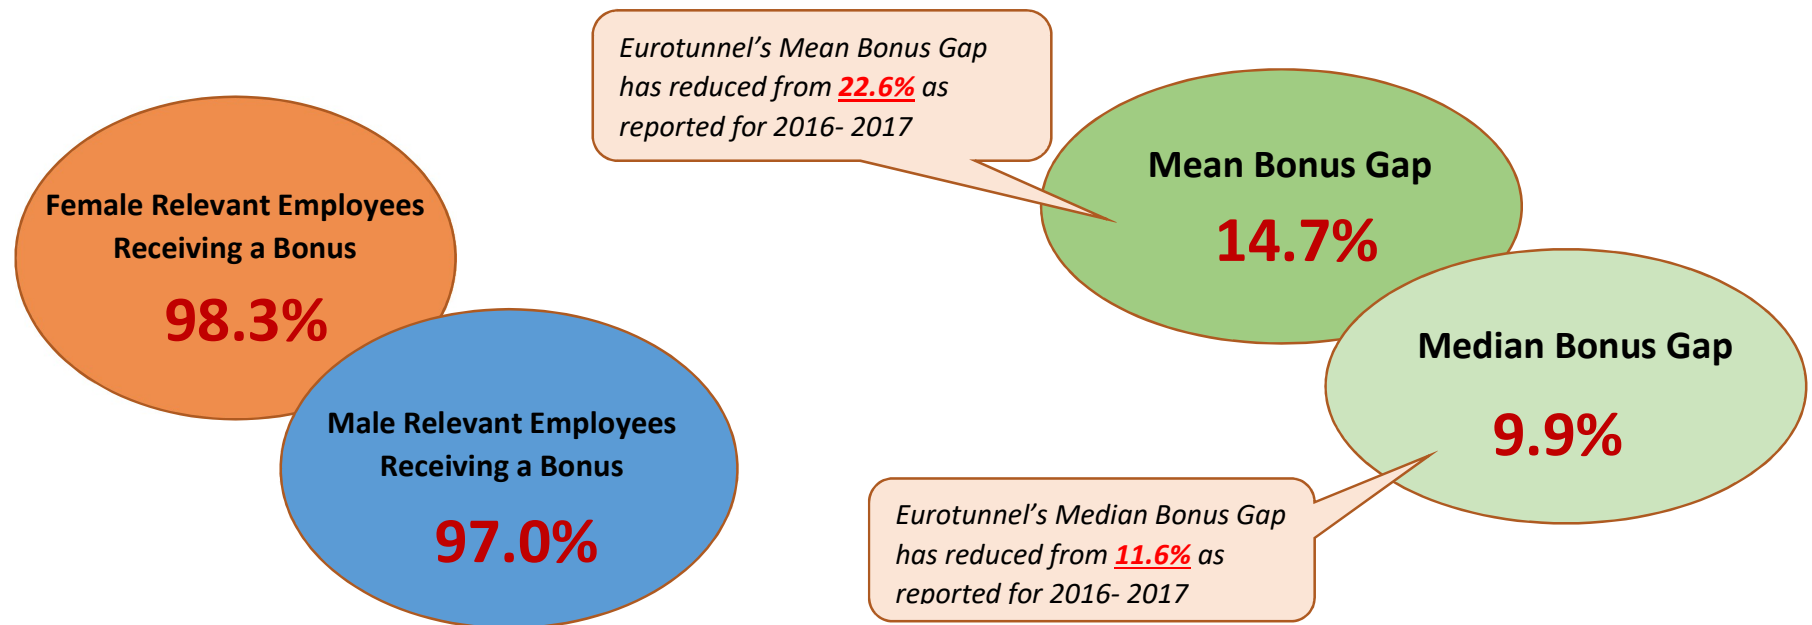 Female Relevant Employees
Receiving a Bonus
98.3%
Male Relevant Employees
Receiving a Bonus
97.0%
Eurotunnel’s Mean Bonus Gap
has reduced from 22.6% as
reported for 2016- 2017
Mean Bonus Gap
14.7%
Median Bonus Gap
9.9%
Eurotunnel’s Median Bonus Gap
has reduced from 11.6% as
reported for 2016- 2017